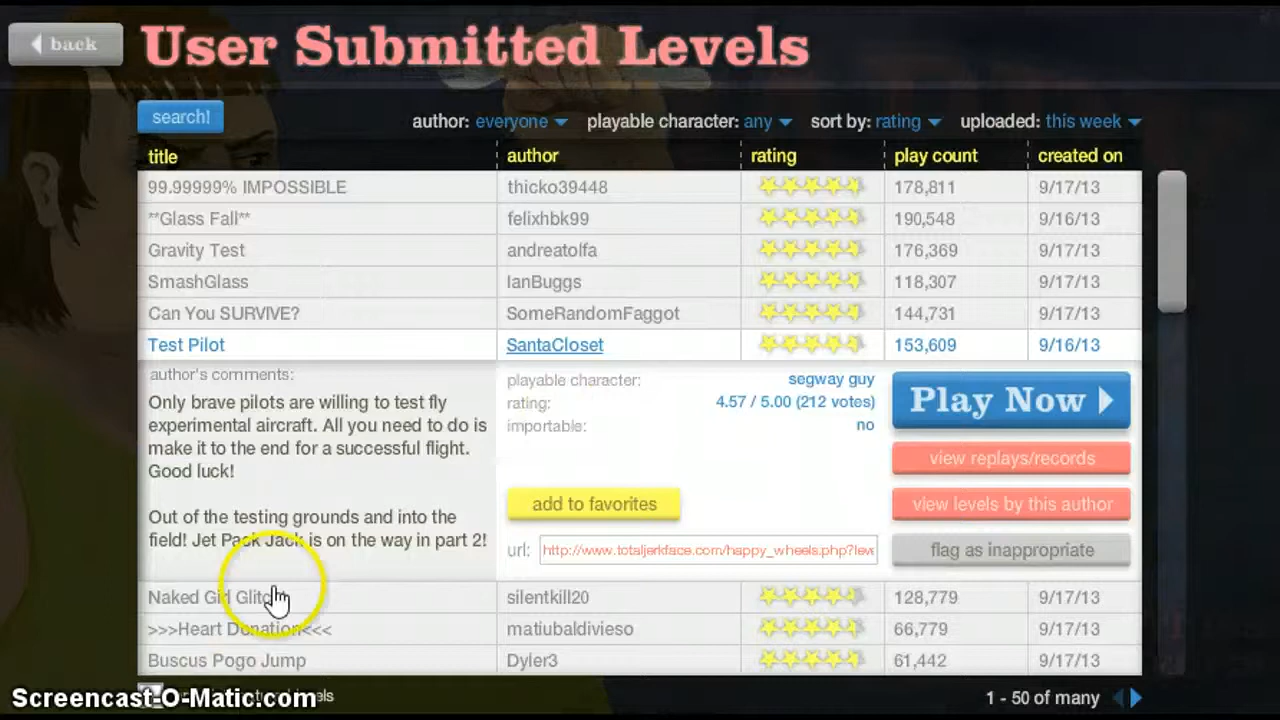 back
User Submitted Levels
search!
author: everyone playable character: any sort by: rating uploaded: this week
title author rating play count created on
99.99999% IMPOSSIBLE thicko39448 178,811 9/17/13
**Glass Fall** felixhbk99 190,548 9/16/13
Gravity Test andreatolfa 176,369 9/17/13
SmashGlass IanBuggs 118,307 9/17/13
Can You SURVIVE? SomeRandomFaggot 144,731 9/17/13
Test Pilot SantaCloset 153,609 9/16/13
author's comments:
Only brave pilots are willing to test fly
experimental aircraft. All you need to do is
make it to the end for a successful flight.
Good luck!
Out of the testing grounds and into the
field! Jet Pack Jack is on the way in part 2!
playable character: segway guy
rating: 4.57 / 5.00 (212 votes)
importable: no
add to favorites
url: http://www.totaljerkface.com/happy_wheels.php?leve
Play Now
view replays/records
view levels by this author
flag as inappropriate
Naked Girl silentkill20 128,779 9/17/13
>>>Heart Donation<<< matiubaldivieso 66,779 9/17/13
Buscus Pogo Jump Dyler3 61,442 9/17/13
Screencast-O-Matic.com levels
1 - 50 of many